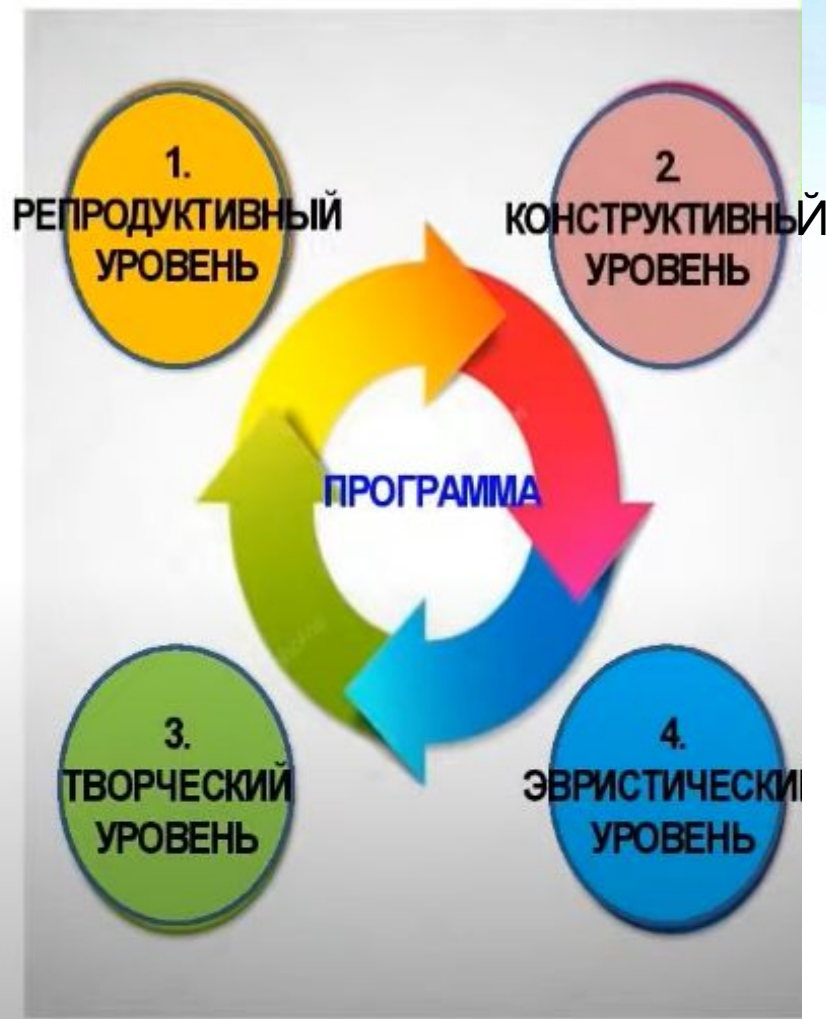 1.
РЕПРОДУКТИВНЫЙ
УРОВЕНЬ
2.
КОНСТРУКТИВНЫЙ
УРОВЕНЬ
ПРОГРАММА
3.
ТВОРЧЕСКИЙ
УРОВЕНЬ
4.
ЭВРИСТИЧЕСКИ
УРОВЕНЬ